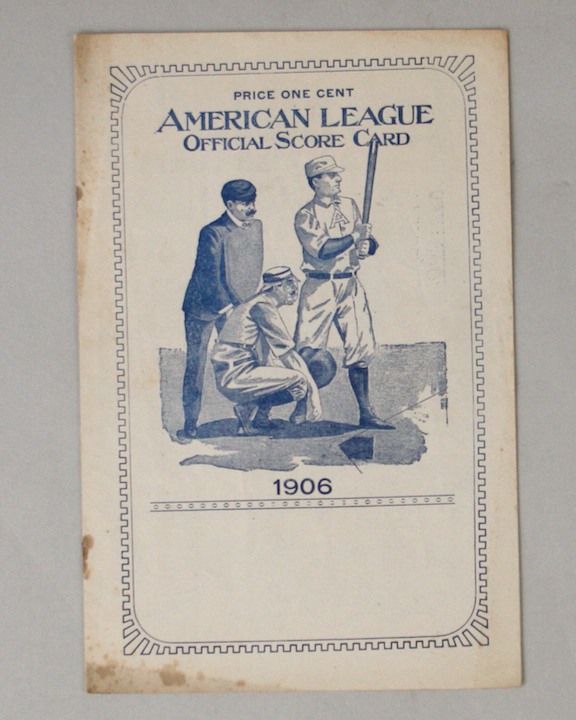 PRICE ONE CENT
AMERICAN LEAGUE
OFFICIAL SCORE CARD
A
1906